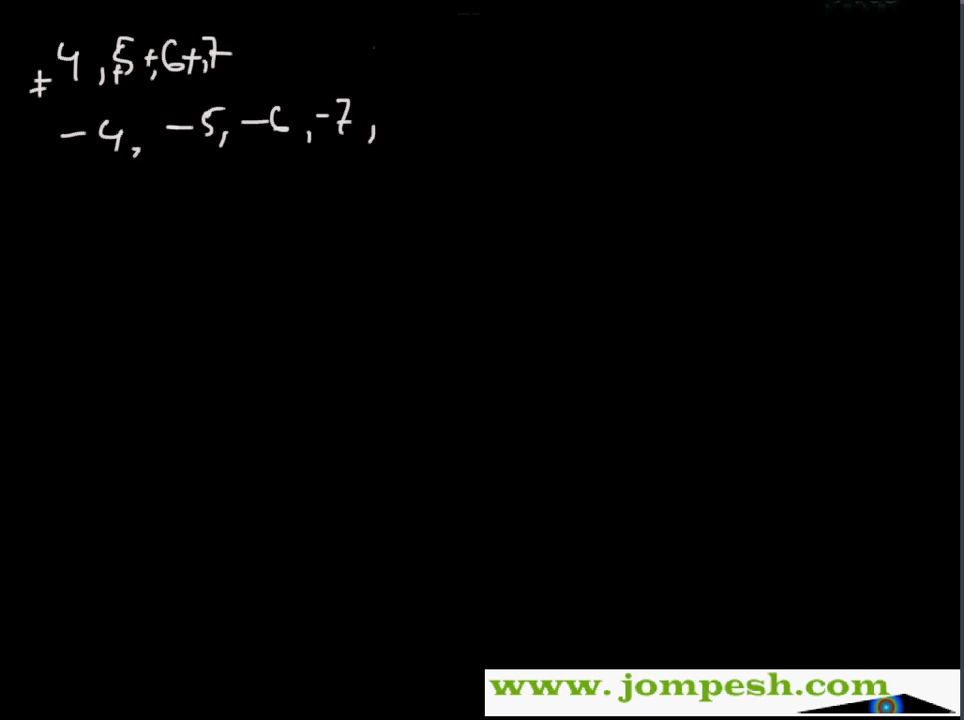 +4, +5, +6, +7
-4, -5, -6, -7,
www.jompesh.com